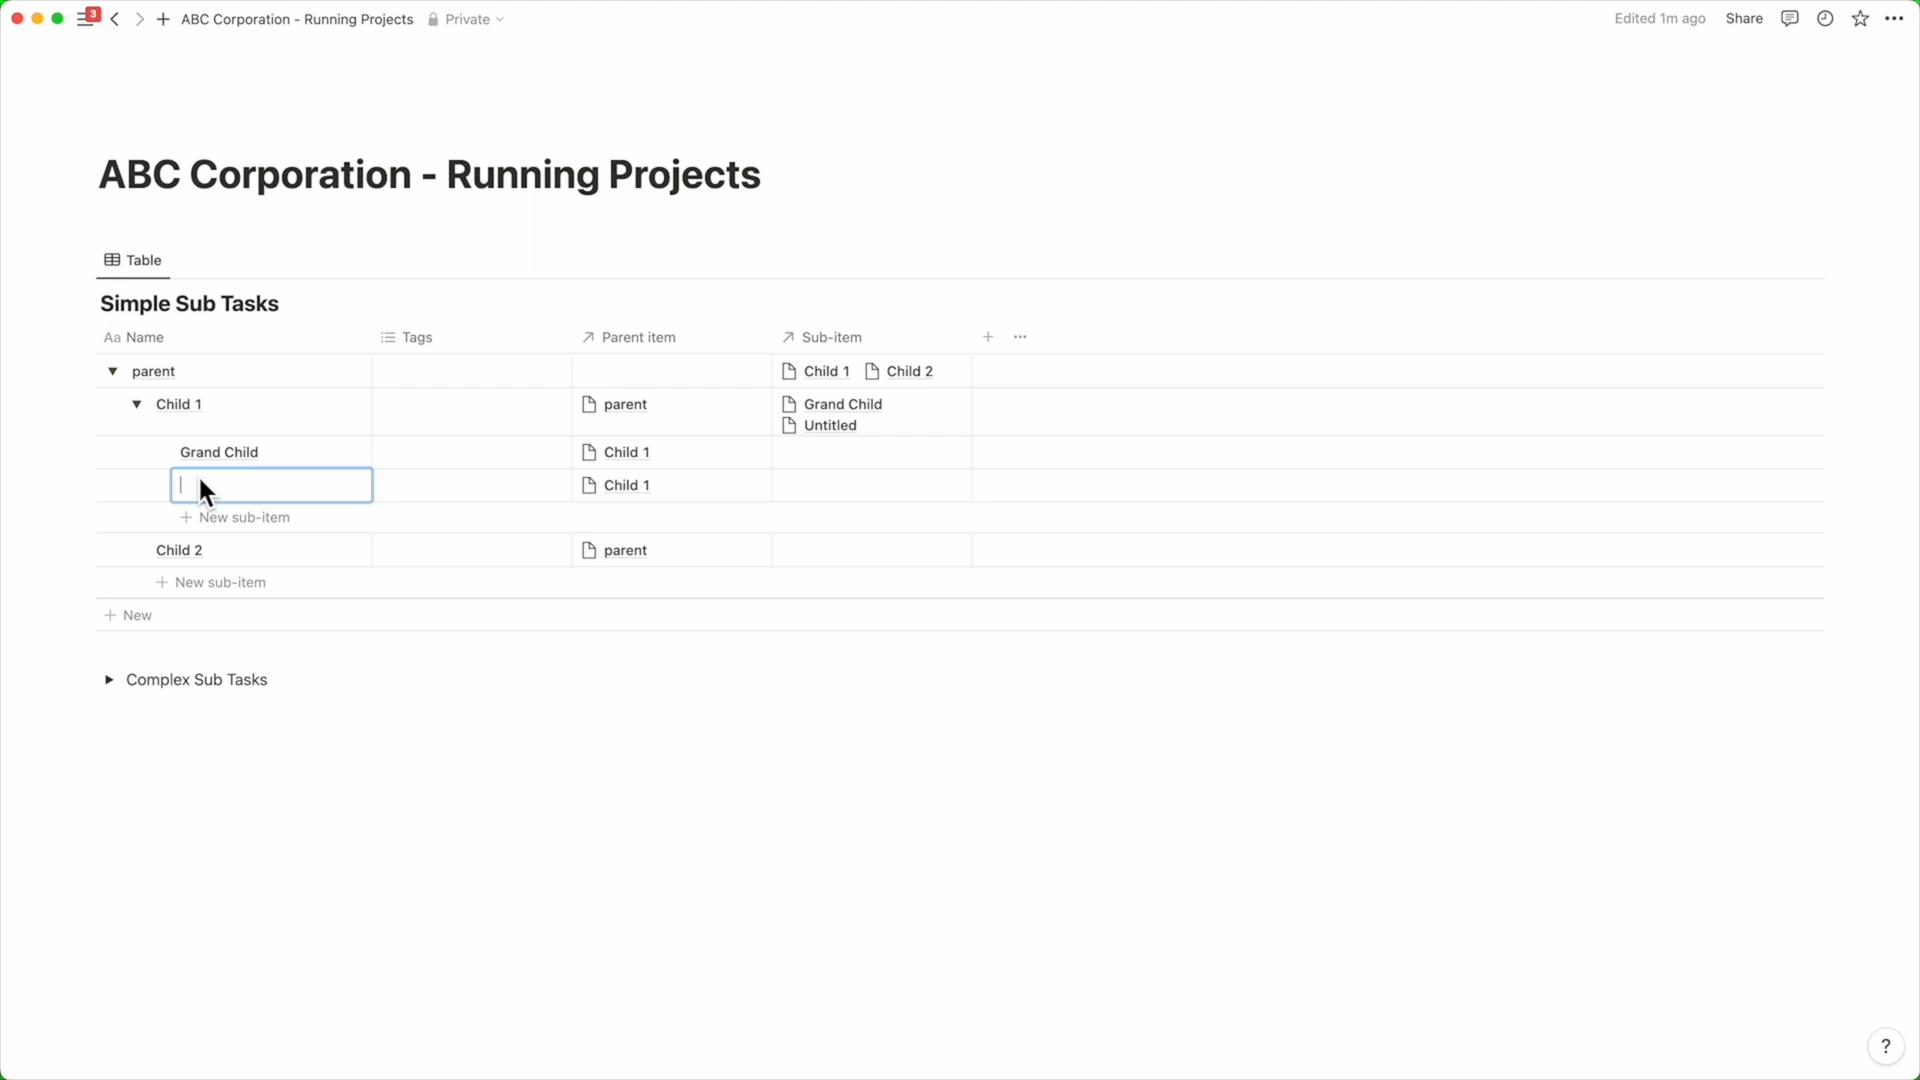 3 ABC Corporation - Running Projects Private Edited 1m ago Share
ABC Corporation - Running Projects
Table
Simple Sub Tasks
Aa Name Tags Parent item Sub-item
parent Child 1 Child 2
Child 1 parent Grand Child
Untitled
Grand Child Child 1
Child 1
+ New sub-item
Child 2 parent
+ New sub-item
+ New
Complex Sub Tasks
?